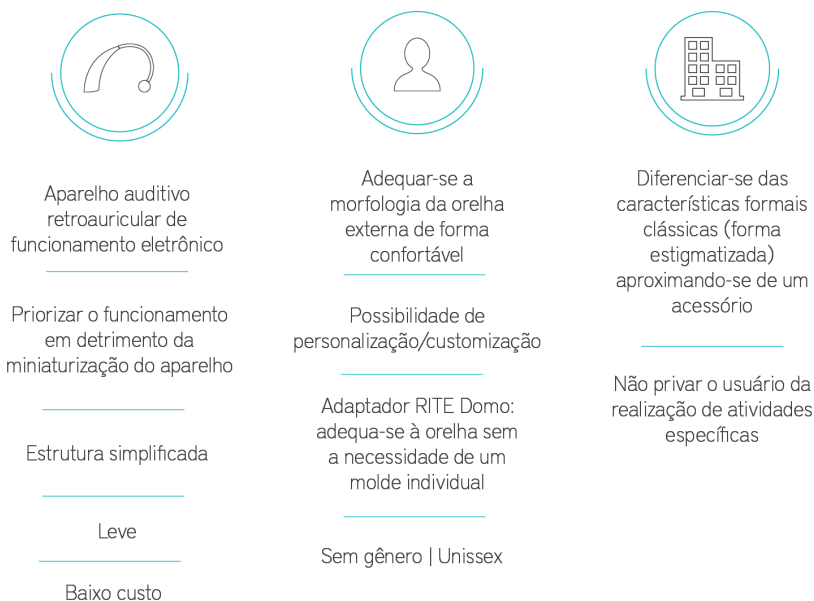 Aparelho auditivo
retroauricular de
funcionamento eletrônico
Priorizar o funcionamento
em detrimento da
miniaturização do aparelho
Estrutura simplificada
Leve
Baixo custo
Adequar-se a
morfologia da orelha
externa de forma
confortável
Possibilidade de
personalização/customização
Adaptador RITE Domo:
adequa-se à orelha sem
a necessidade de um
molde individual
Sem gênero | Unissex
Diferenciar-se das
características formais
clássicas (forma
estigmatizada)
aproximando-se de um
acessório
Não privar o usuário da
realização de atividades
específicas